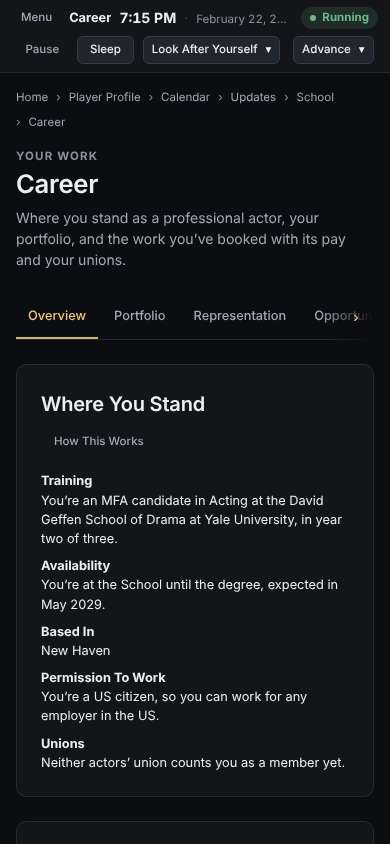 Menu Career 7:15 PM · February 22, 2... Running
Pause Sleep Look After Yourself ▾ Advance ▾
Home › Player Profile › Calendar › Updates › School
› Career
YOUR WORK
Career
Where you stand as a professional actor, your
portfolio, and the work you’ve booked with its pay
and your unions.
Overview Portfolio Representation
Where You Stand
How This Works
Training
You’re an MFA candidate in Acting at the David
Geffen School of Drama at Yale University, in year
two of three.
Availability
You’re at the School until the degree, expected in
May 2029.
Based In
New Haven
Permission To Work
You’re a US citizen, so you can work for any
employer in the US.
Unions
Neither actors’ union counts you as a member yet.